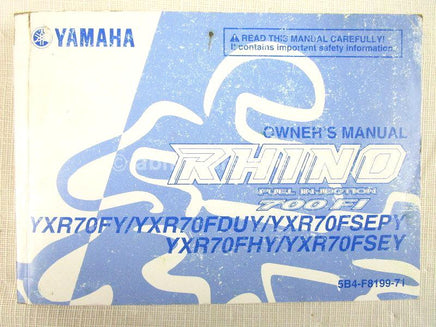 YAMAHA
⚠ READ THIS MANUAL CAREFULLY!
It contains important safety information.
OWNER'S MANUAL
RHINO
FUEL INJECTION
700 FI
YXR70FY/YXR70FDUY/YXR70FSEPY
YXR70FHY/YXR70FSEY
5B4-F8199-71